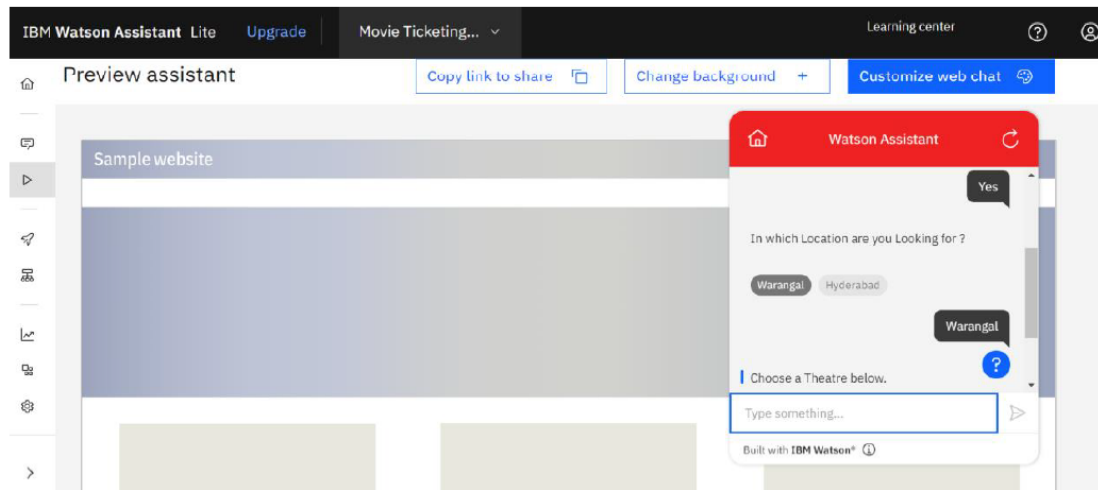 IBM Watson Assistant Lite Upgrade Movie Ticketing... Learning center
Preview assistant Copy link to share Change background + Customize web chat
Sample website
Watson Assistant
Yes
In which Location are you Looking for ?
Warangal Hyderabad
Warangal
?
Choose a Theatre below.
Type something...
Built with IBM Watson®